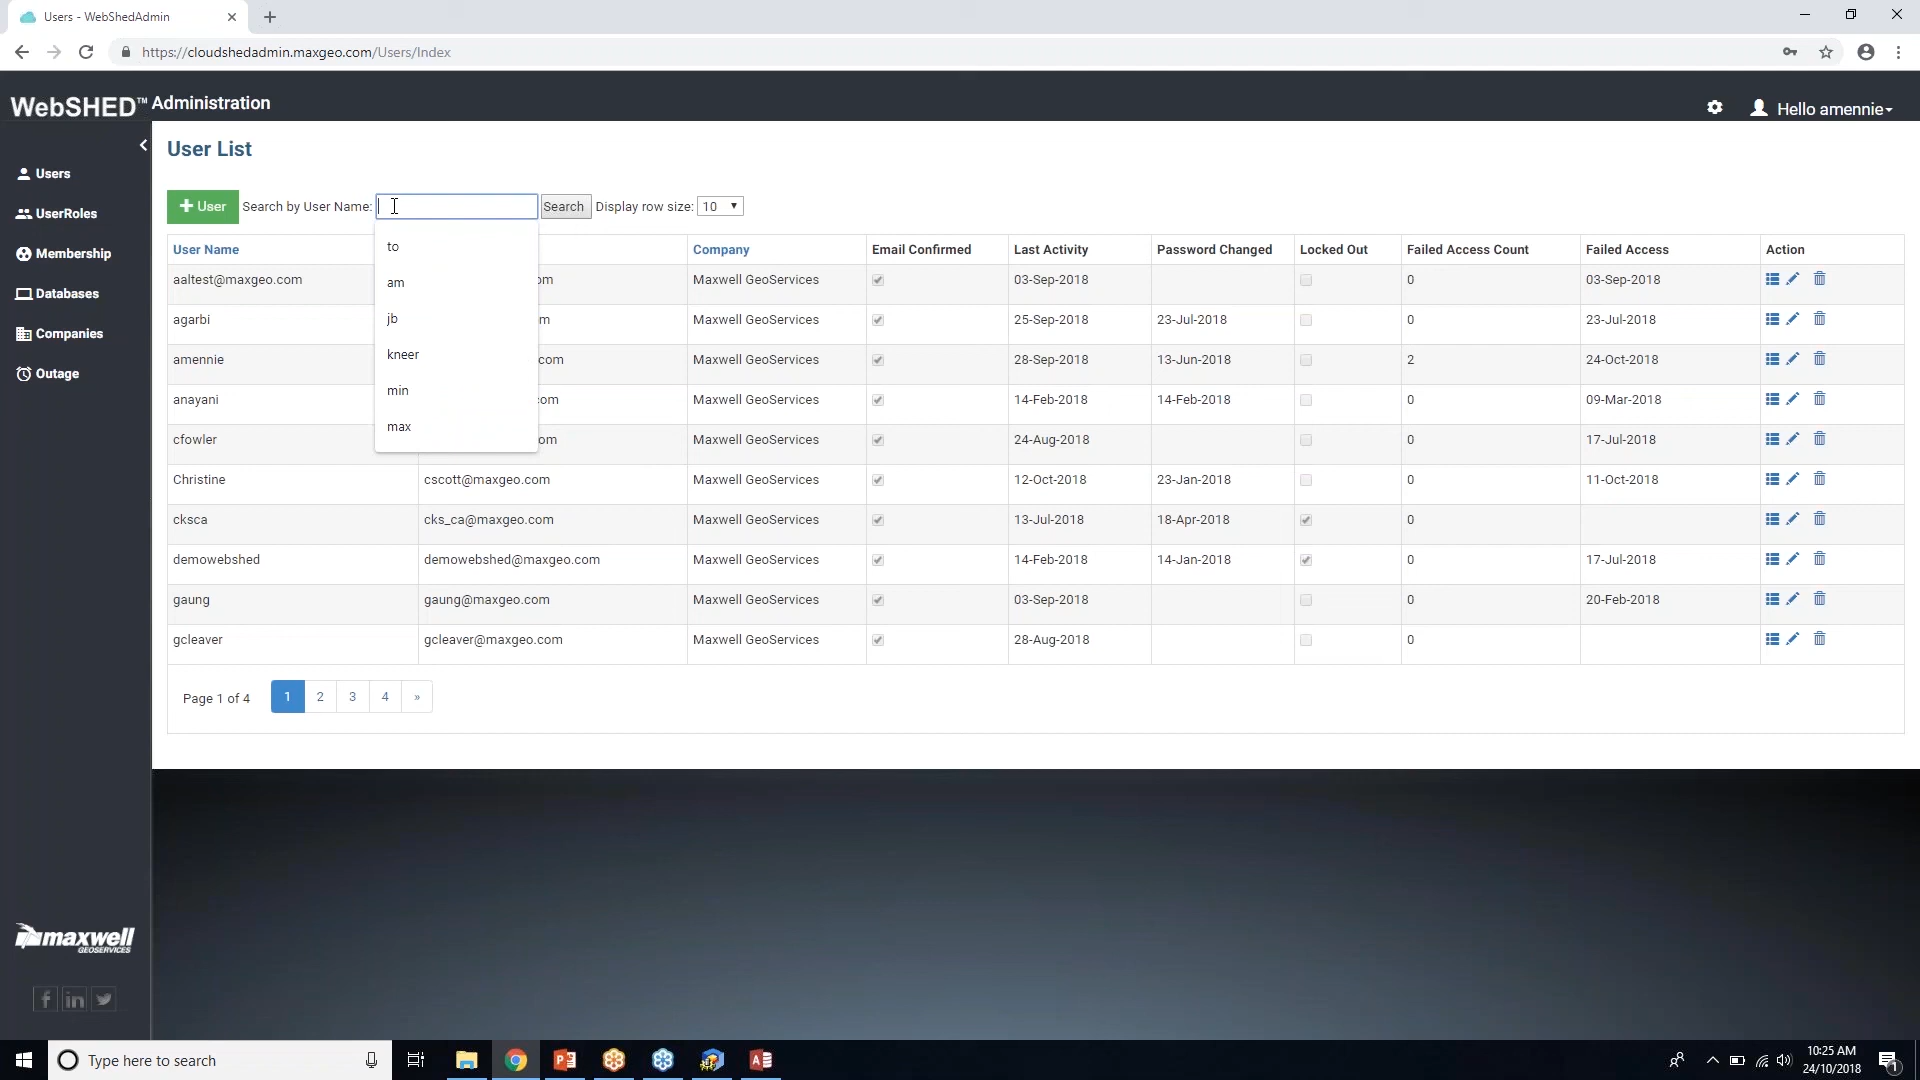 Users - WebShedAdmin
https://cloudshedadmin.maxgeo.com/Users/Index
WebSHED™ Administration
Hello amennie
Users
UserRoles
Membership
Databases
Companies
Outage
User List
+ User Search by User Name: Search Display row size: 10
to
am
jb
kneer
min
max
User Name Company Email Confirmed Last Activity Password Changed Locked Out Failed Access Count Failed Access Action
aaltest@maxgeo.com om Maxwell GeoServices 03-Sep-2018 0 03-Sep-2018
agarbi m Maxwell GeoServices 25-Sep-2018 23-Jul-2018 0 23-Jul-2018
amennie com Maxwell GeoServices 28-Sep-2018 13-Jun-2018 2 24-Oct-2018
anayani com Maxwell GeoServices 14-Feb-2018 14-Feb-2018 0 09-Mar-2018
cfowler om Maxwell GeoServices 24-Aug-2018 0 17-Jul-2018
Christine cscott@maxgeo.com Maxwell GeoServices 12-Oct-2018 23-Jan-2018 0 11-Oct-2018
cksca cks_ca@maxgeo.com Maxwell GeoServices 13-Jul-2018 18-Apr-2018 0
demowebshed demowebshed@maxgeo.com Maxwell GeoServices 14-Feb-2018 14-Jan-2018 0 17-Jul-2018
gaung gaung@maxgeo.com Maxwell GeoServices 03-Sep-2018 0 20-Feb-2018
gcleaver gcleaver@maxgeo.com Maxwell GeoServices 28-Aug-2018 0
Page 1 of 4 1 2 3 4 »
maxwell
GEOSERVICES
Type here to search
10:25 AM
24/10/2018
1